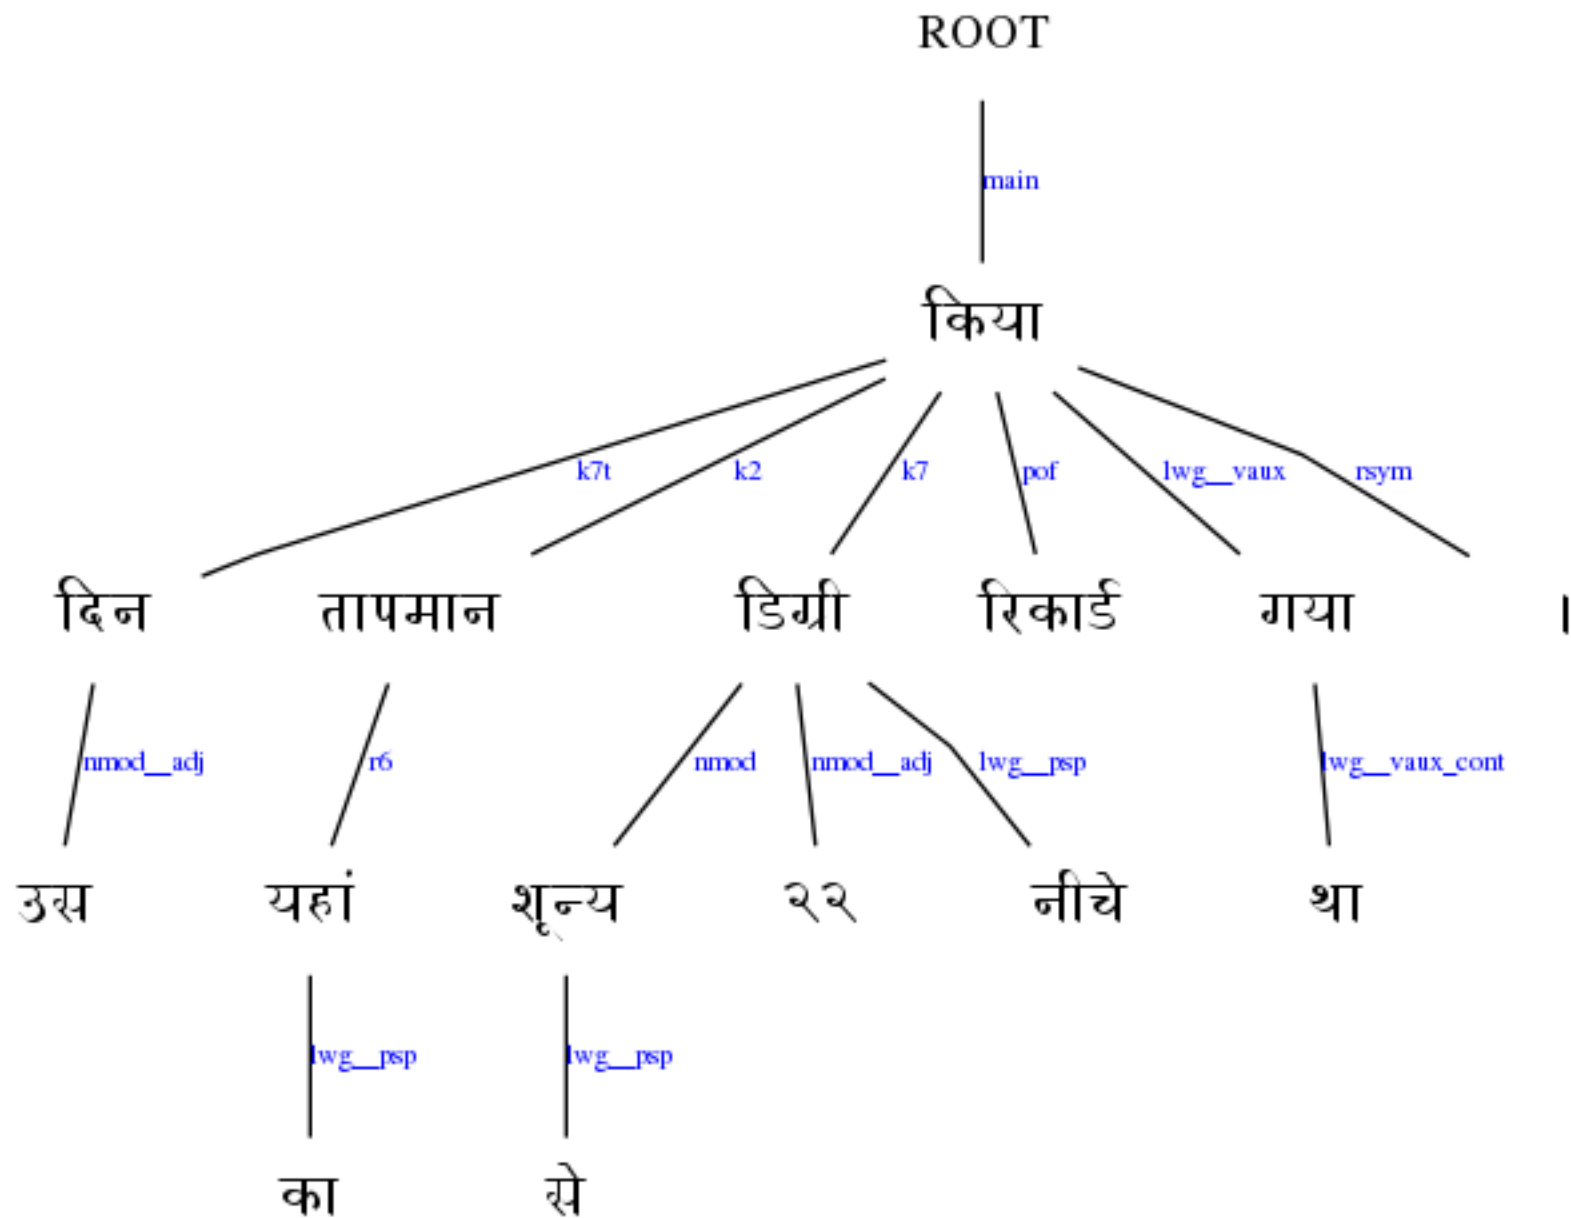 ROOT
main
किया
k7t k2 k7 pof lwg__vaux rsym
दिन तापमान डिग्री रिकार्ड गया ।
nmod__adj r6 nmod nmod__adj lwg__psp lwg__vaux_cont
उस यहां शून्य २२ नीचे था
lwg__psp lwg__psp
का से